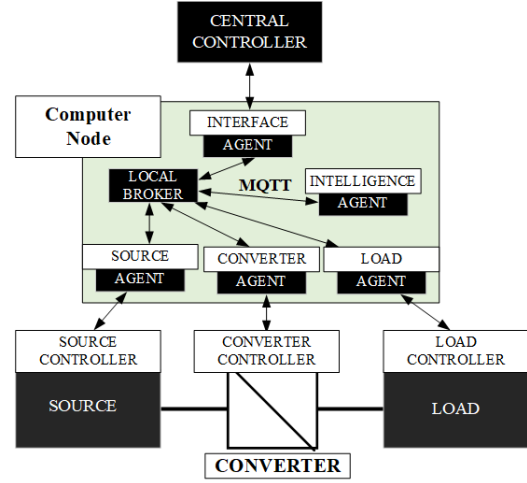 CENTRAL
CONTROLLER
Computer
Node
INTERFACE
AGENT
LOCAL
BROKER
MQTT
INTELLIGENCE
AGENT
SOURCE
AGENT
CONVERTER
AGENT
LOAD
AGENT
SOURCE
CONTROLLER
CONVERTER
CONTROLLER
LOAD
CONTROLLER
SOURCE
LOAD
CONVERTER